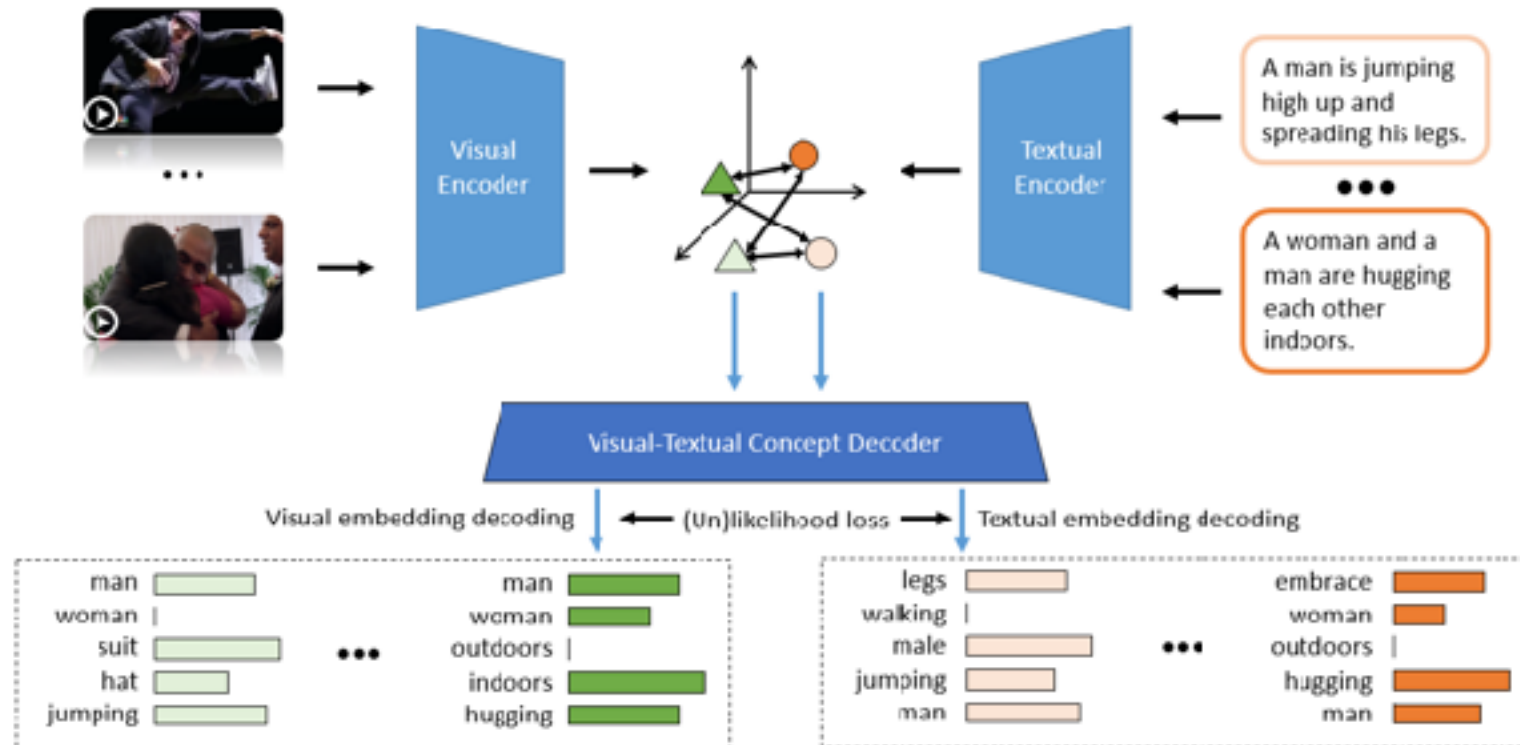 Visual
Encoder
Textual
Encoder
A man is jumping
high up and
spreading his legs.
A woman and a
man are hugging
each other
indoors.
Visual-Textual Concept Decoder
Visual embedding decoding
(Un)likelihood loss
Textual embedding decoding
man
woman
suit
hat
jumping
man
woman
outdoors
indoors
hugging
legs
walking
male
jumping
man
embrace
woman
outdoors
hugging
man